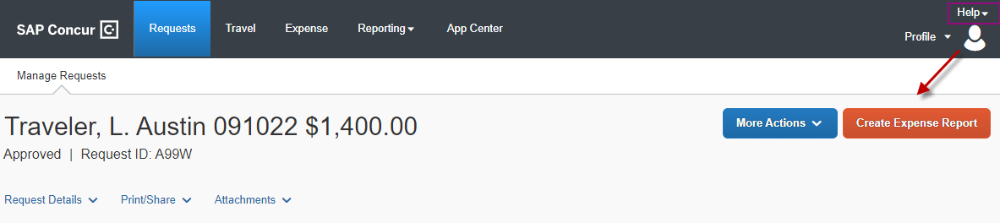 Help
SAP Concur C
Requests
Travel
Expense
Reporting
App Center
Profile
Manage Requests
Traveler, L. Austin 091022 $1,400.00
More Actions
Create Expense Report
Approved | Request ID: A99W
Request Details
Print/Share
Attachments